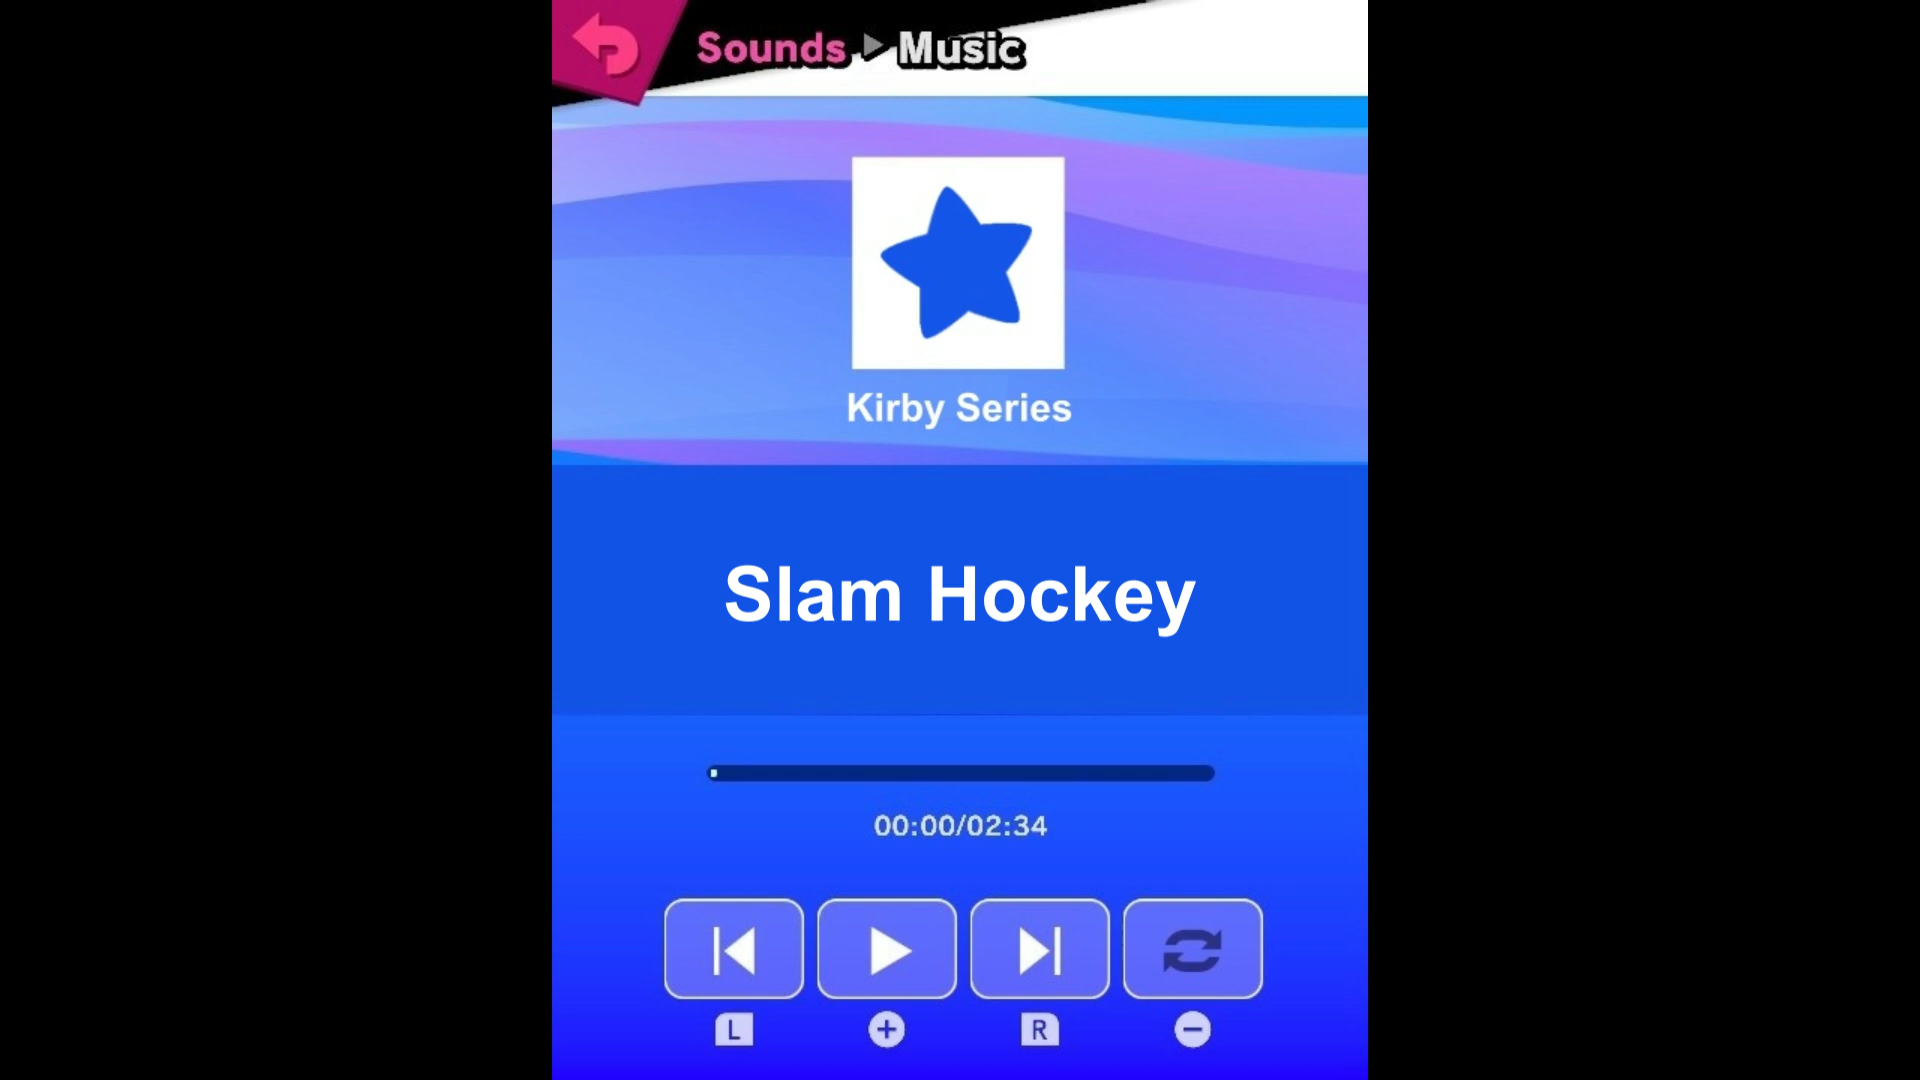 Sounds ▶ Music
Kirby Series
Slam Hockey
00:00/02:34
L + R −